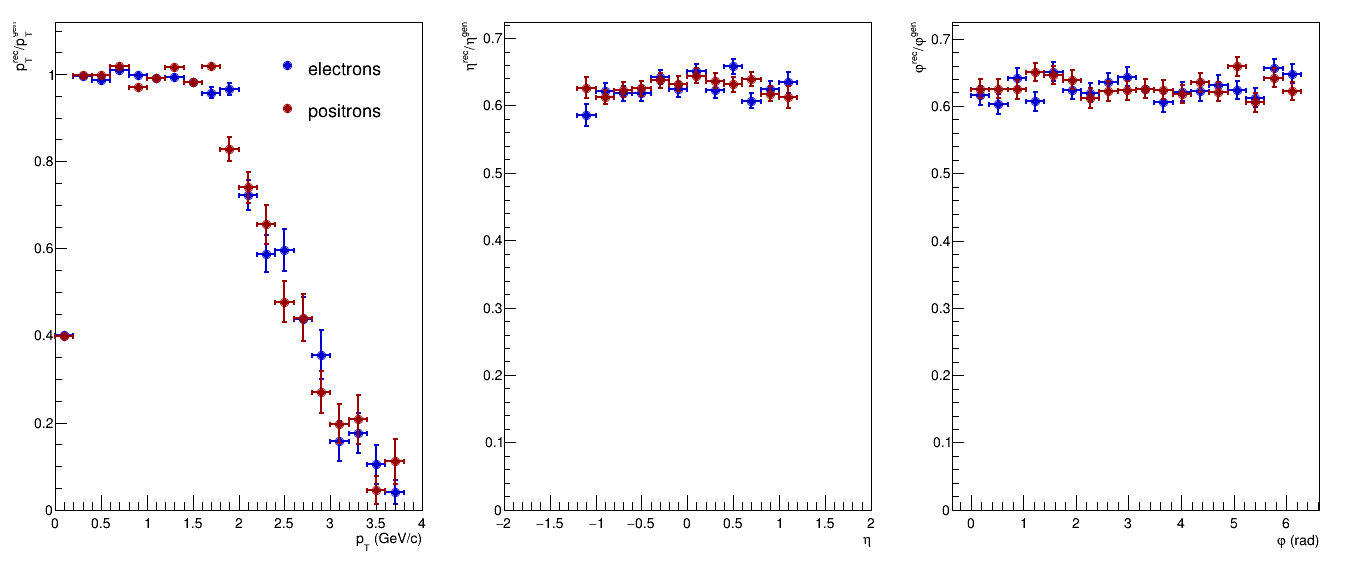 p_T^rec/p_T^gen
1
0.8
0.6
0.4
0.2
0
0 0.5 1 1.5 2 2.5 3 3.5 4
p_T (GeV/c)
electrons
positrons
η^rec/η^gen
0.7
0.6
0.5
0.4
0.3
0.2
0.1
0
−2 −1.5 −1 −0.5 0 0.5 1 1.5 2
η
φ^rec/φ^gen
0.7
0.6
0.5
0.4
0.3
0.2
0.1
0
0 1 2 3 4 5 6
φ (rad)